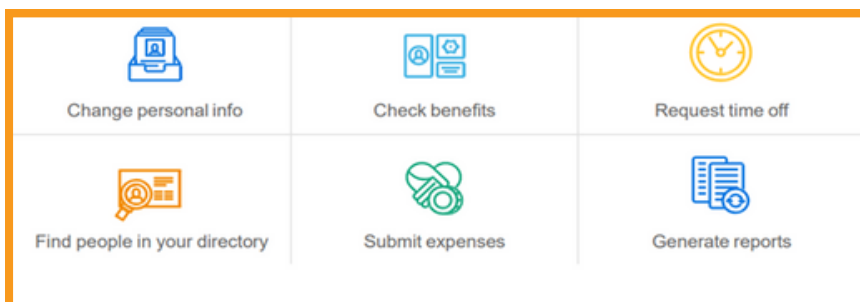 Change personal info
Check benefits
Request time off
Find people in your directory
Submit expenses
Generate reports